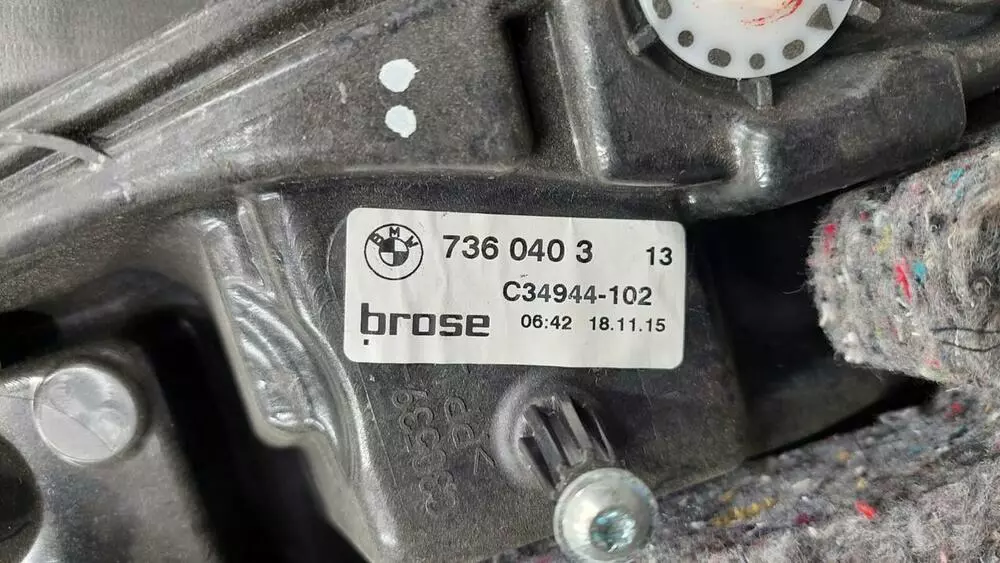 BMW
736 040 3 13
C34944-102
brose 06:42 18.11.15